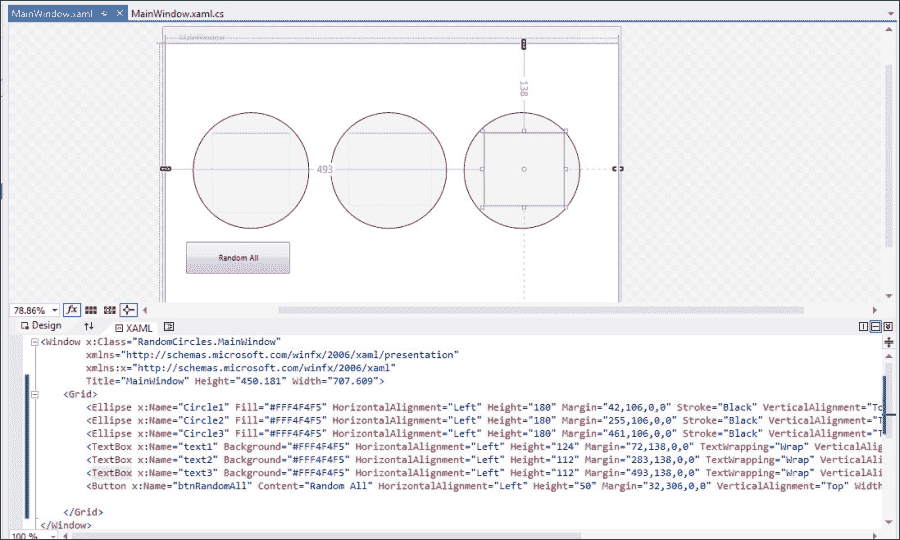 MainWindow.xaml
MainWindow.xaml.cs
MainWindow
138
493
Random All
78.86%
fx
Design
XAML
<Window x:Class="RandomCircles.MainWindow"
xmlns="http://schemas.microsoft.com/winfx/2006/xaml/presentation"
xmlns:x="http://schemas.microsoft.com/winfx/2006/xaml"
Title="MainWindow" Height="450.181" Width="707.609">
<Grid>
<Ellipse x:Name="Circle1" Fill="#FFF4F4F5" HorizontalAlignment="Left" Height="180" Margin="42,106,0,0" Stroke="Black" VerticalAlignment="To
<Ellipse x:Name="Circle2" Fill="#FFF4F4F5" HorizontalAlignment="Left" Height="180" Margin="255,106,0,0" Stroke="Black" VerticalAlignment="T
<Ellipse x:Name="Circle3" Fill="#FFF4F4F5" HorizontalAlignment="Left" Height="180" Margin="461,106,0,0" Stroke="Black" VerticalAlignment="T
<TextBox x:Name="text1" Background="#FFF4F4F5" HorizontalAlignment="Left" Height="124" Margin="72,138,0,0" TextWrapping="Wrap" VerticalAlig
<TextBox x:Name="text2" Background="#FFF4F4F5" HorizontalAlignment="Left" Height="112" Margin="283,138,0,0" TextWrapping="Wrap" VerticalAli
<TextBox x:Name="text3" Background="#FFF4F4F5" HorizontalAlignment="Left" Height="112" Margin="493,138,0,0" TextWrapping="Wrap" VerticalAli
<Button x:Name="btnRandomAll" Content="Random All" HorizontalAlignment="Left" Height="50" Margin="32,306,0,0" VerticalAlignment="Top" Width
</Grid>
</Window>
100 %